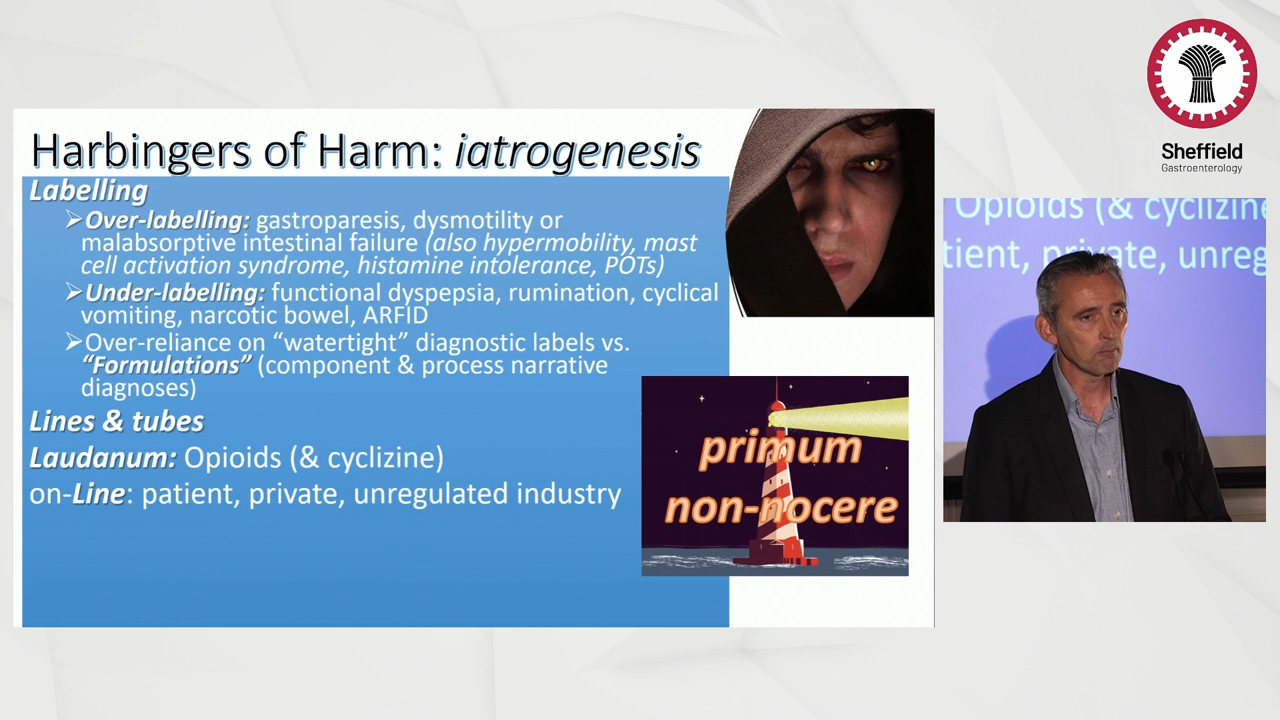 Harbingers of Harm: iatrogenesis
Labelling
➢Over-labelling: gastroparesis, dysmotility or
malabsorptive intestinal failure (also hypermobility, mast
cell activation syndrome, histamine intolerance, POTs)
➢Under-labelling: functional dyspepsia, rumination, cyclical
vomiting, narcotic bowel, ARFID
➢Over-reliance on “watertight” diagnostic labels vs.
“Formulations” (component & process narrative
diagnoses)
Lines & tubes
Laudanum: Opioids (& cyclizine)
on-Line: patient, private, unregulated industry
primum
non-nocere
Sheffield
Gastroenterology
Opioids (& cyclizine
tient, private, unreg